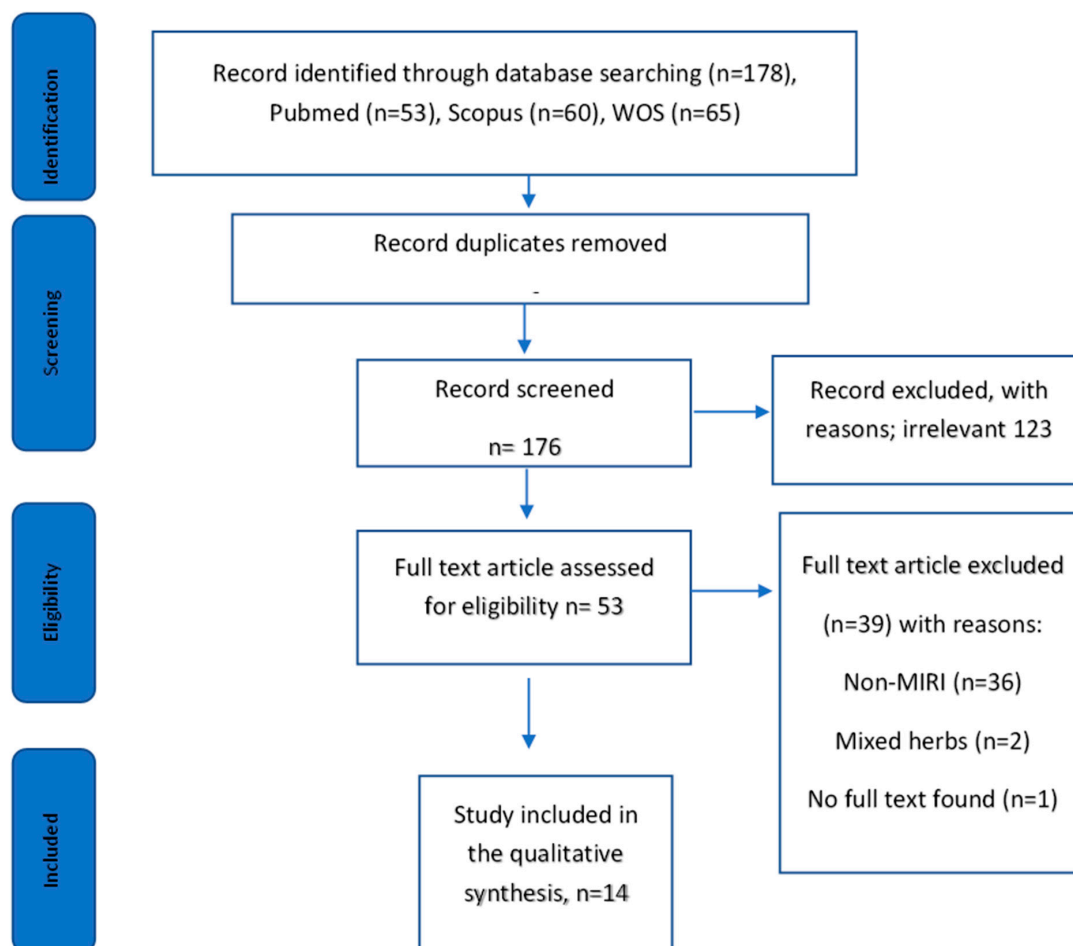 Identification
Record identified through database searching (n=178),
Pubmed (n=53), Scopus (n=60), WOS (n=65)
Screening
Record duplicates removed
-
Record screened
n= 176
Record excluded, with
reasons; irrelevant 123
Eligibility
Full text article assessed
for eligibility n= 53
Full text article excluded
(n=39) with reasons:
Non-MIRI (n=36)
Mixed herbs (n=2)
No full text found (n=1)
Included
Study included in
the qualitative
synthesis, n=14